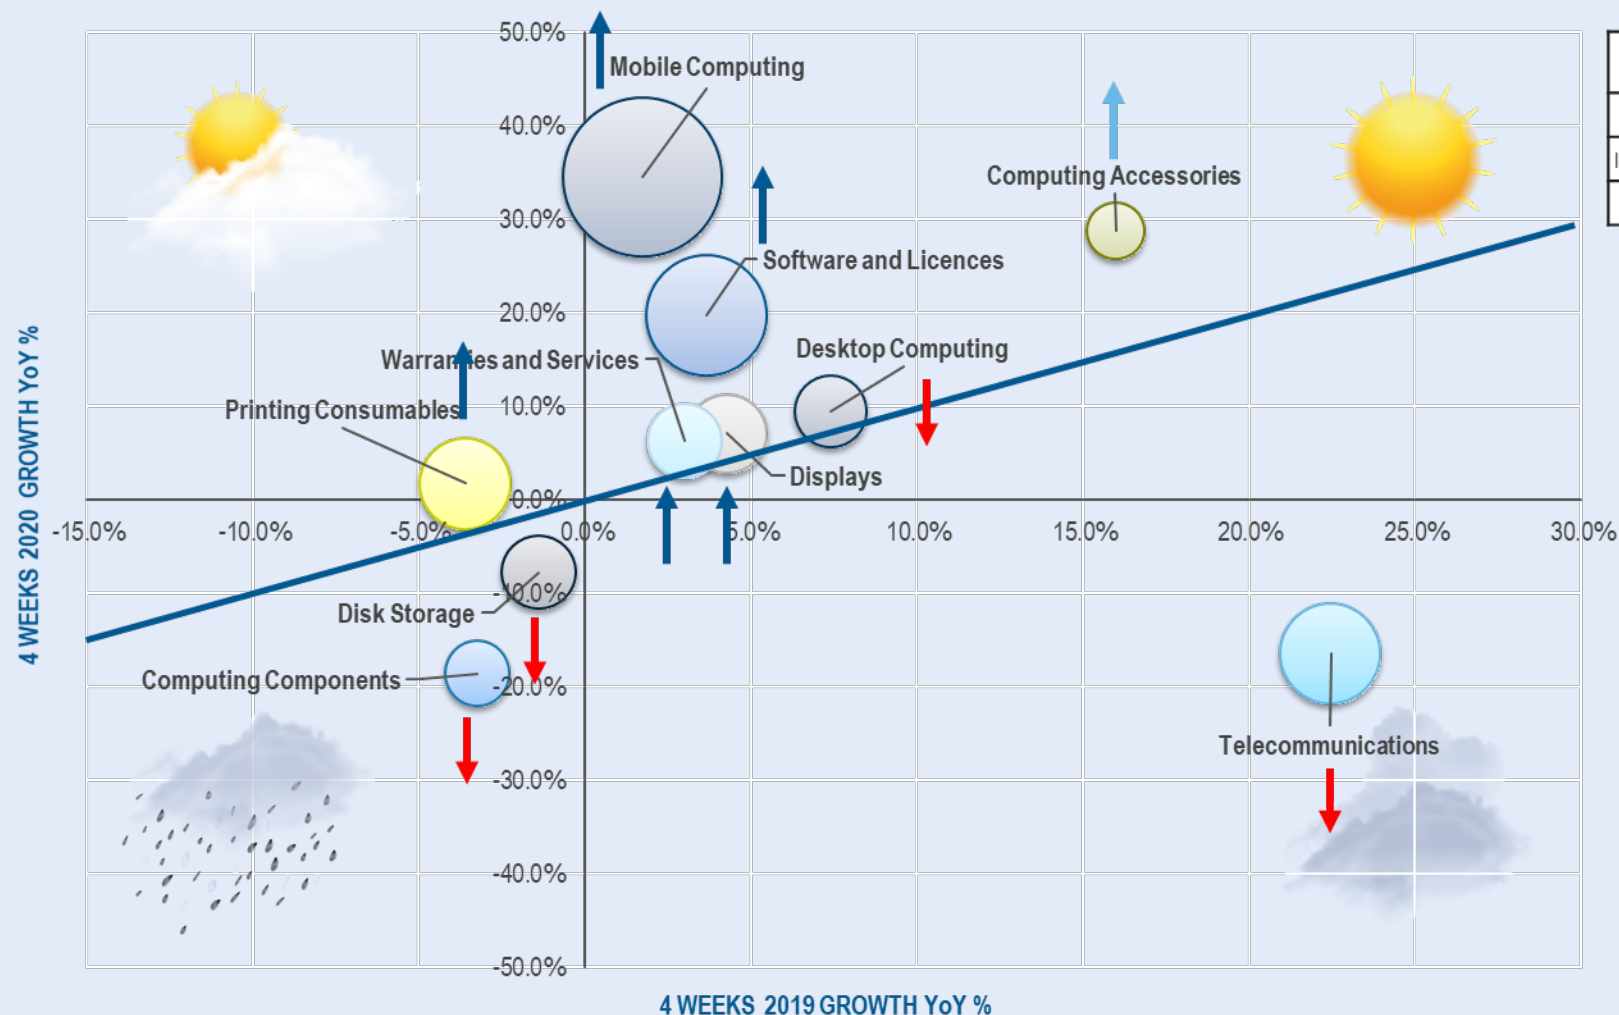 50.0%
Mobile Computing
40.0%
Computing Accessories
30.0%
Software and Licences
20.0%
Warranties and Services
Desktop Computing
Printing Consumables
10.0%
Displays
0.0%
-15.0%
-10.0%
-5.0%
0.0%
5.0%
10.0%
15.0%
20.0%
25.0%
30.0%
-10.0%
Disk Storage
Computing Components
-20.0%
Telecommunications
-30.0%
-40.0%
-50.0%
4 WEEKS 2020 GROWTH YoY %
4 WEEKS 2019 GROWTH YoY %